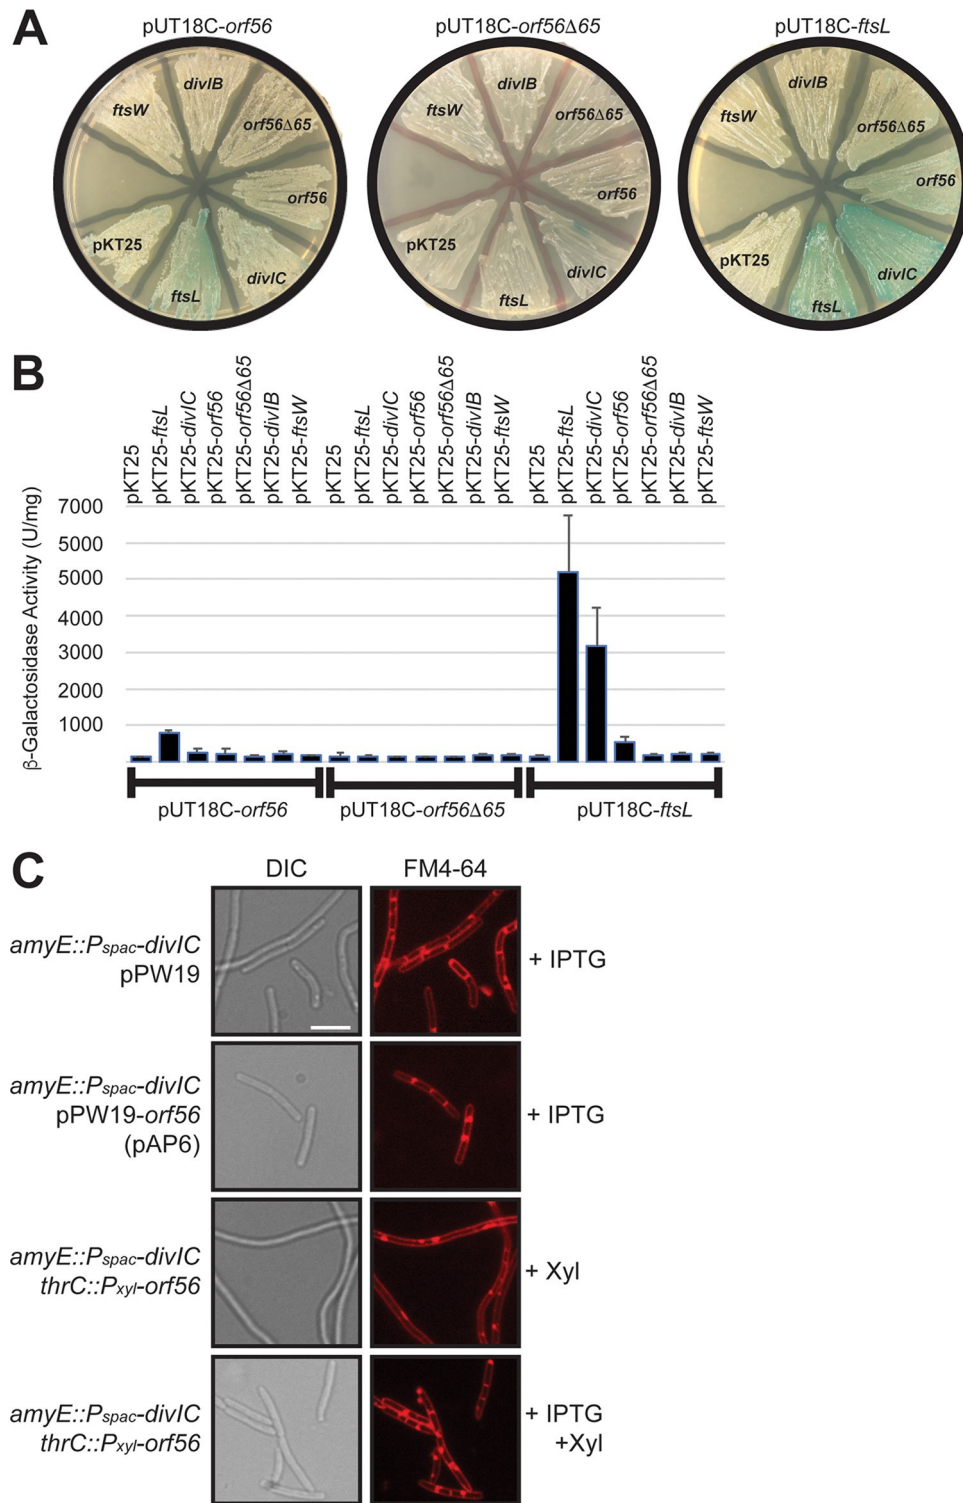 A
pUT18C-orf56
pUT18C-orf56Δ65
pUT18C-ftsL
ftsW
divIB
orf56Δ65
orf56
divIC
ftsL
pKT25
ftsW
divIB
orf56Δ65
orf56
divIC
ftsL
pKT25
ftsW
divIB
orf56Δ65
orf56
divIC
ftsL
pKT25
B
pKT25
pKT25-ftsL
pKT25-divIC
pKT25-orf56
pKT25-orf56Δ65
pKT25-divIB
pKT25-ftsW
pKT25
pKT25-ftsL
pKT25-divIC
pKT25-orf56
pKT25-orf56Δ65
pKT25-divIB
pKT25-ftsW
pKT25
pKT25-ftsL
pKT25-divIC
pKT25-orf56
pKT25-orf56Δ65
pKT25-divIB
pKT25-ftsW
β-Galactosidase Activity (U/mg)
7000
5000
5000
4000
3000
2000
1000
pUT18C-orf56
pUT18C-orf56Δ65
pUT18C-ftsL
C
DIC
FM4-64
amyE::Pspac-divIC
pPW19
+ IPTG
amyE::Pspac-divIC
pPW19-orf56
(pAP6)
+ IPTG
amyE::Pspac-divIC
thrC::Pxyl-orf56
+ Xyl
amyE::Pspac-divIC
thrC::Pxyl-orf56
+ IPTG
+Xyl